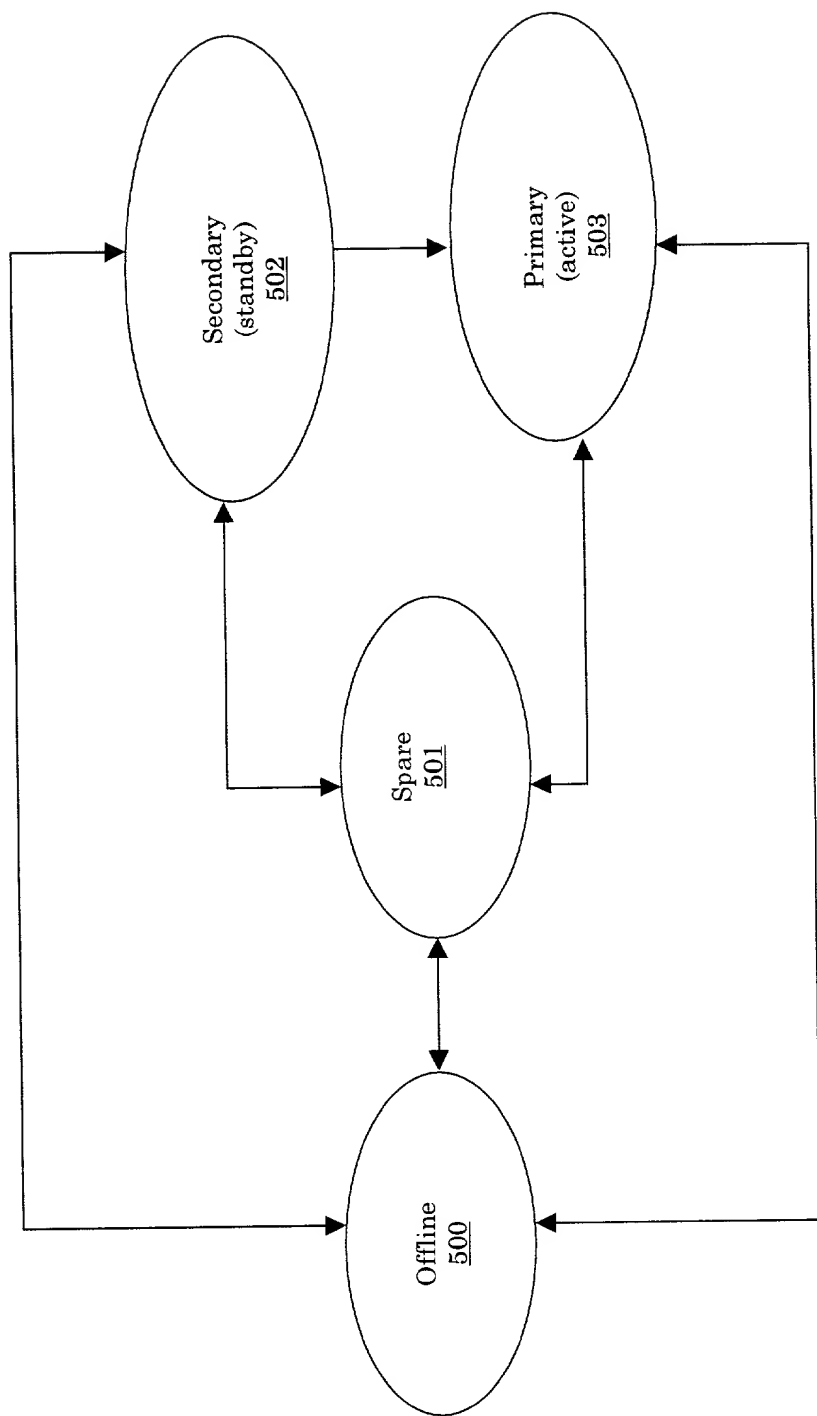 Offline
500
Spare
501
Secondary
(standby)
502
Primary
(active)
503